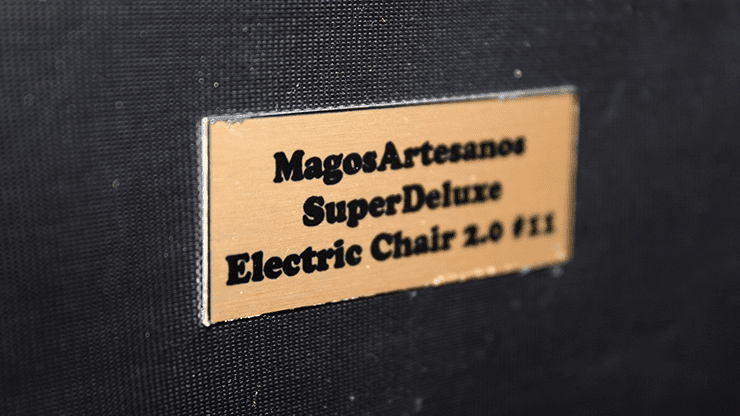 MagosArtesanos
SuperDeluxe
Electric Chair 2.0 #11